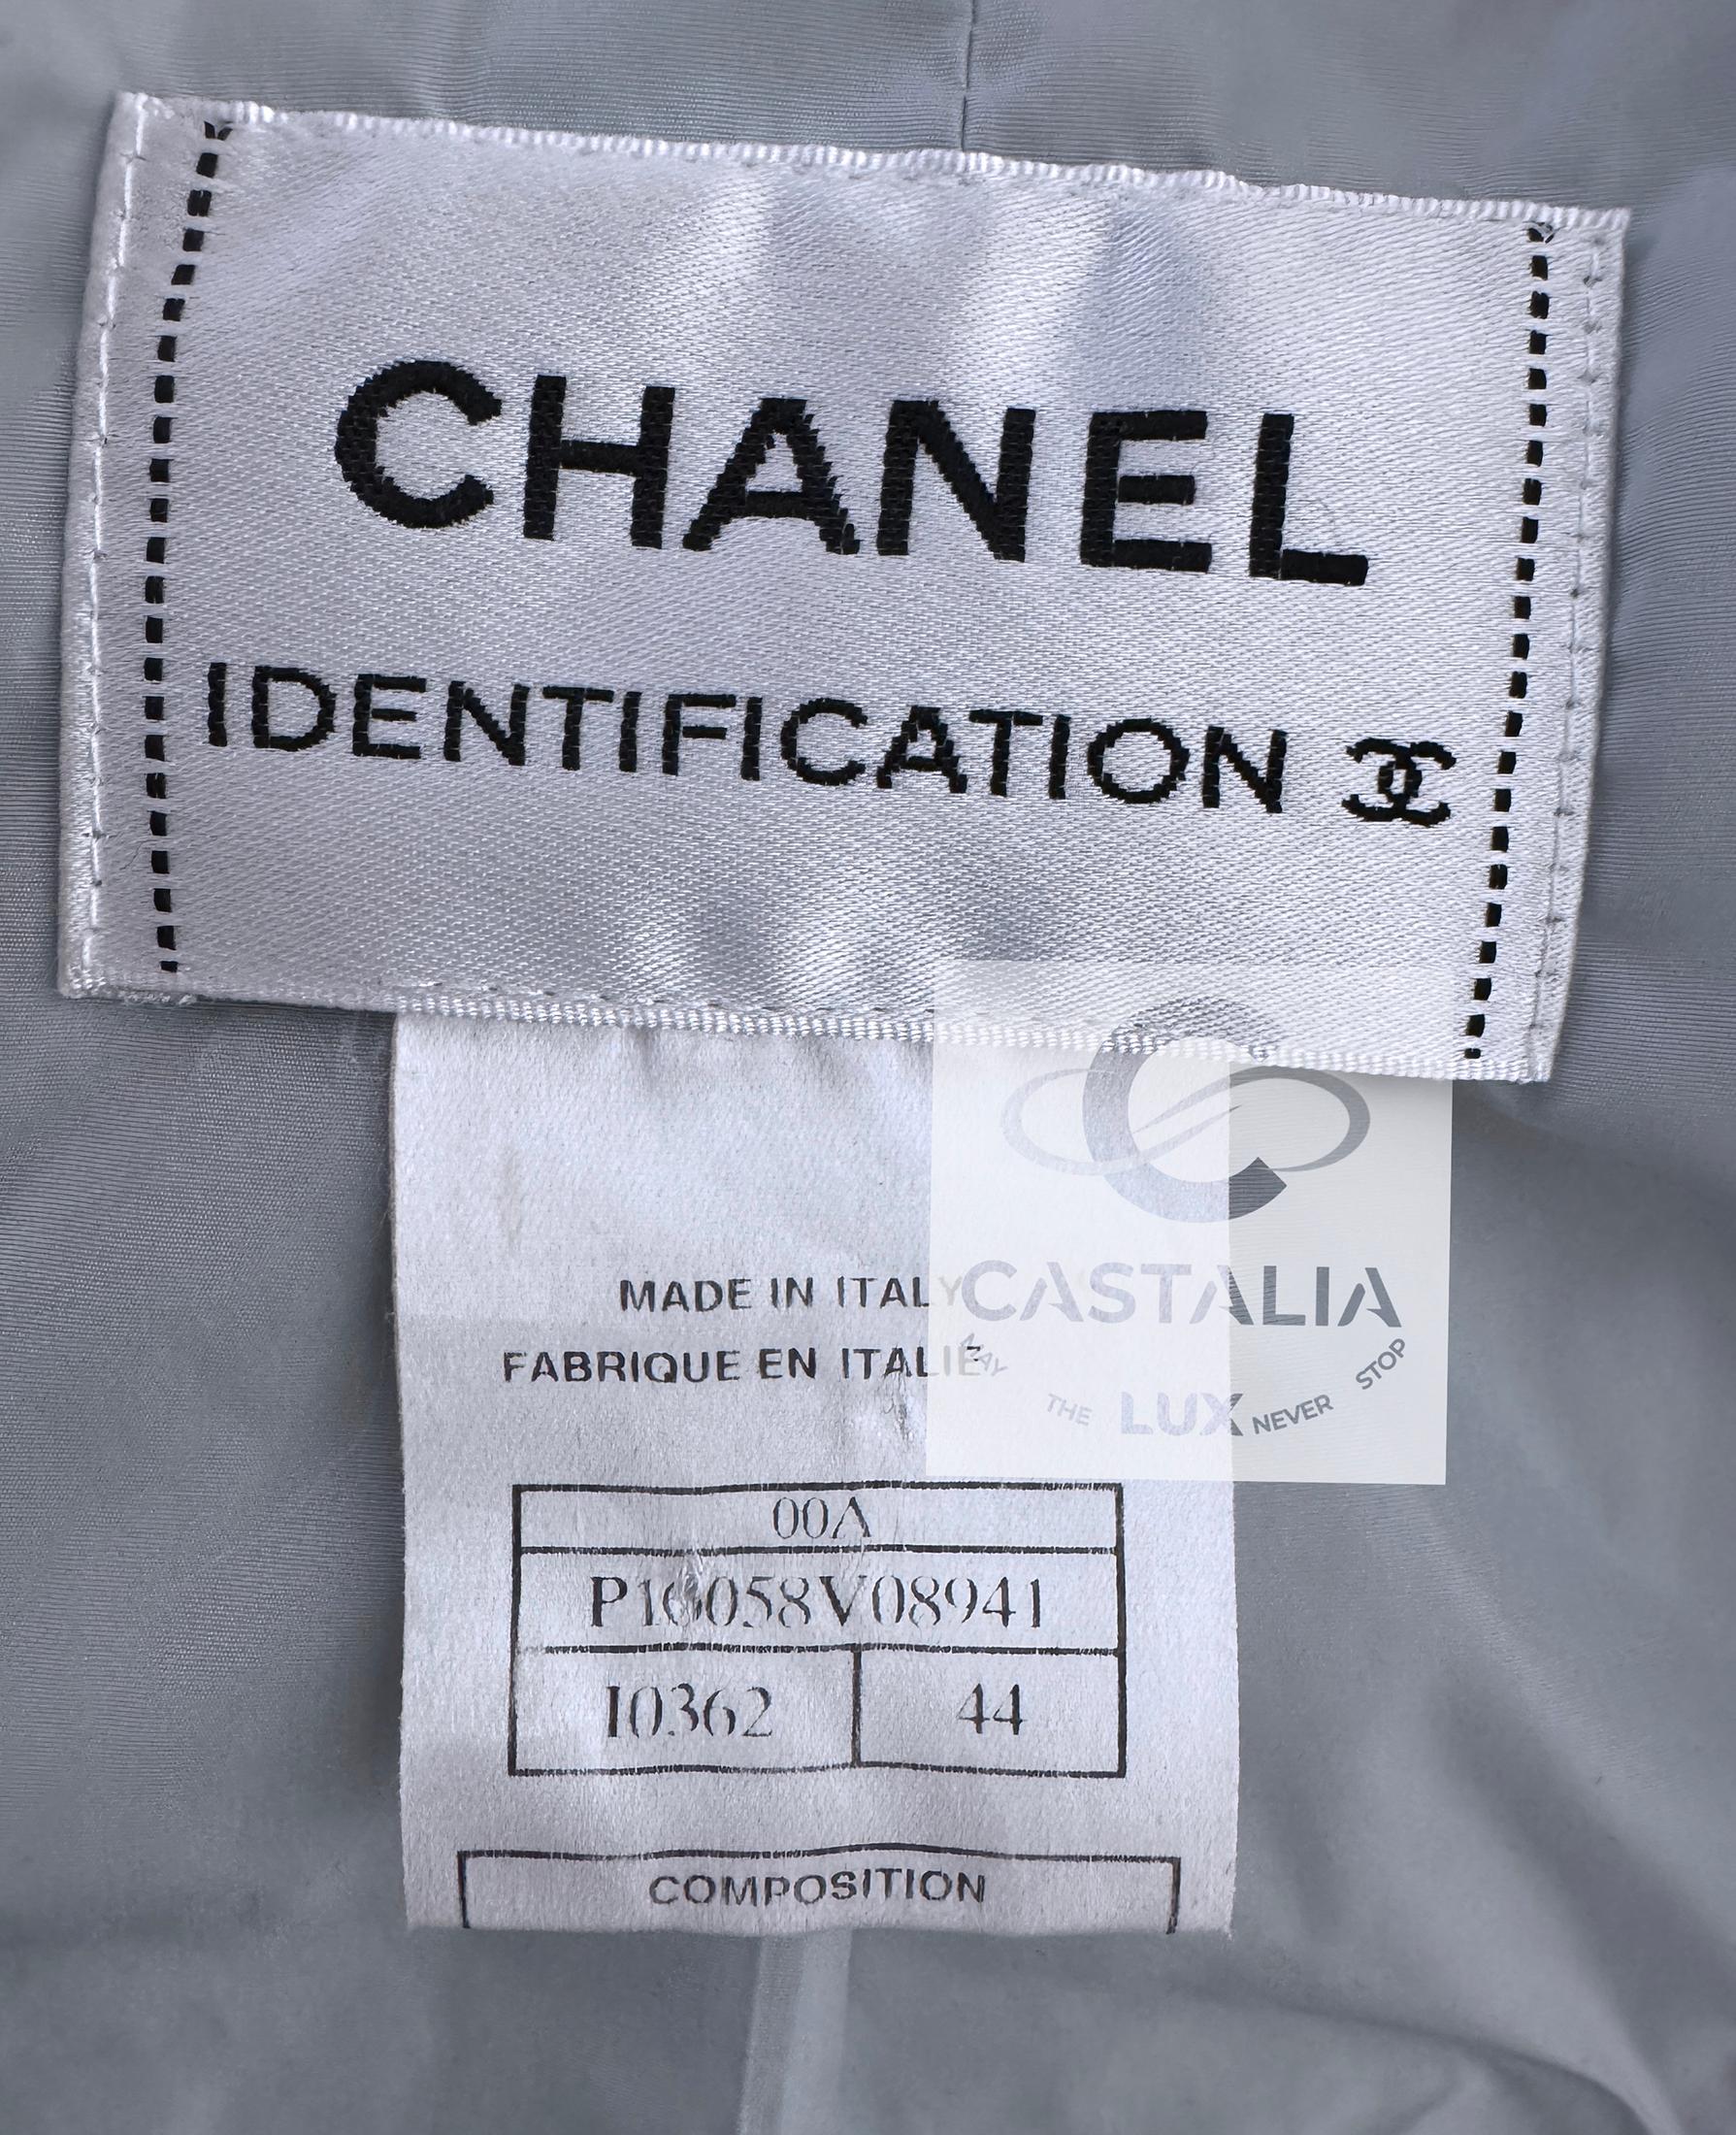 CHANEL
IDENTIFICATION
MADE IN ITALY
FABRIQUE EN ITALIE
CASTALIA
MAY THE LUX NEVER STOP
00A
P16058V08941
10362 44
COMPOSITION